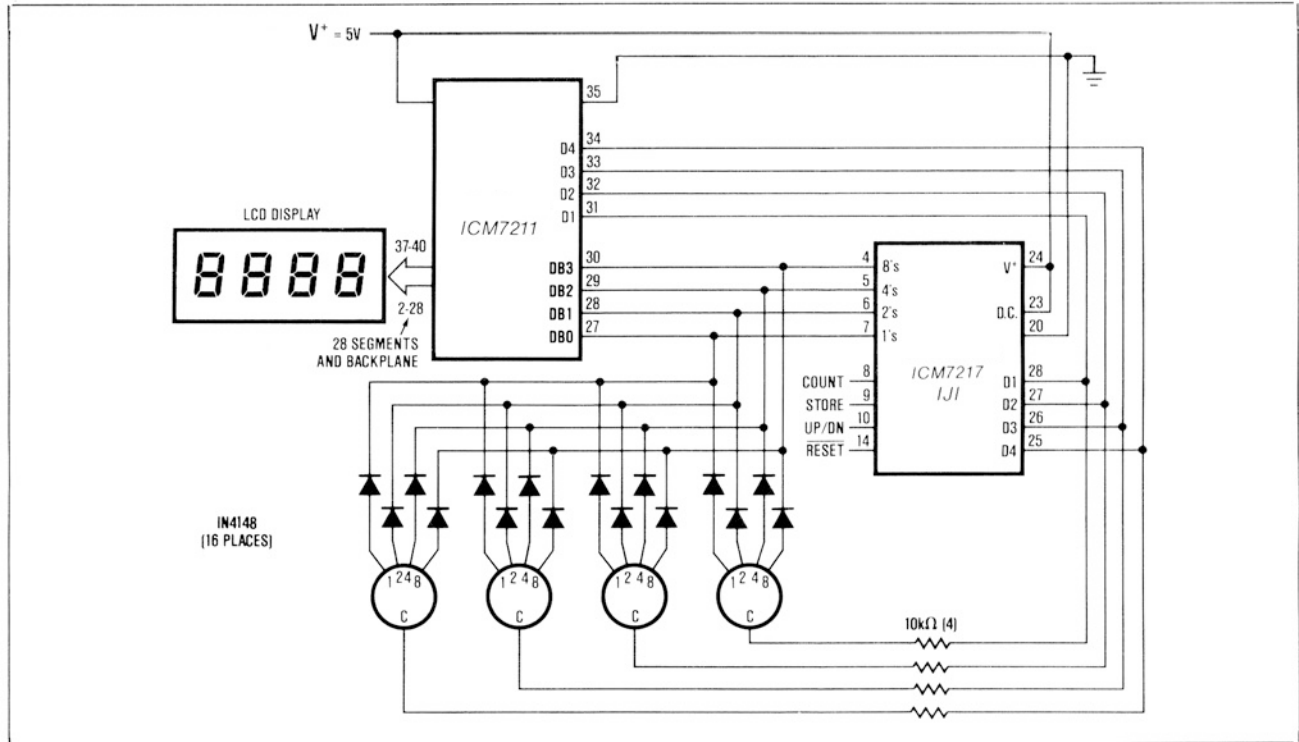 V+ = 5V
35
34
D4
33
D3
32
D2
31
D1
ICM7211
LCD DISPLAY
8888
37-40
2-28
28 SEGMENTS
AND BACKPLANE
30
DB3
29
DB2
28
DB1
27
DB0
4
8's
5
4's
6
2's
7
1's
V+
24
D.C.
23
20
ICM7217
IJI
COUNT
8
STORE
9
UP/DN
10
RESET
14
D1
28
D2
27
D3
26
D4
25
IN4148
(16 PLACES)
1 2 4 8
C
1 2 4 8
C
1 2 4 8
C
1 2 4 8
C
10kΩ (4)